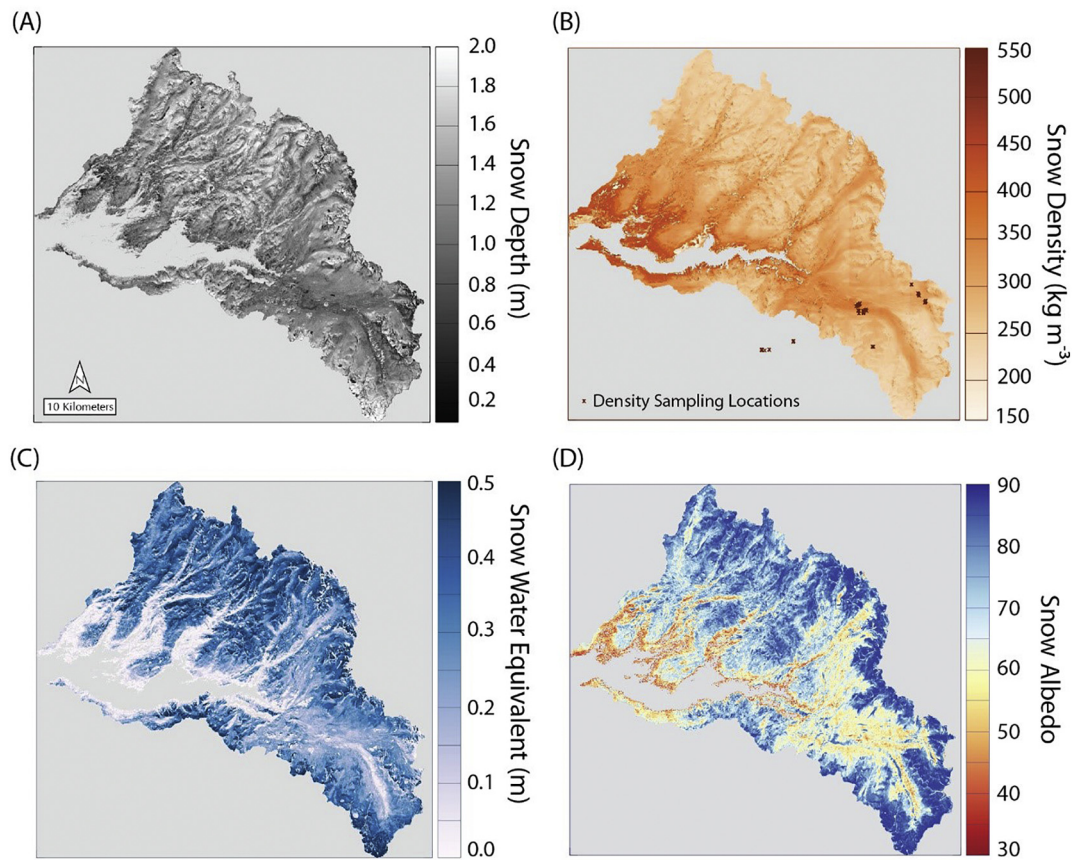 (A)
2.0
1.8
1.6
1.4
1.2
1.0
0.8
0.6
0.4
0.2
Snow Depth (m)
N
10 Kilometers
(B)
550
500
450
400
350
300
250
200
150
Snow Density (kg m⁻³)
Density Sampling Locations
(C)
0.5
0.4
0.3
0.2
0.1
0.0
Snow Water Equivalent (m)
(D)
90
80
70
60
50
40
30
Snow Albedo